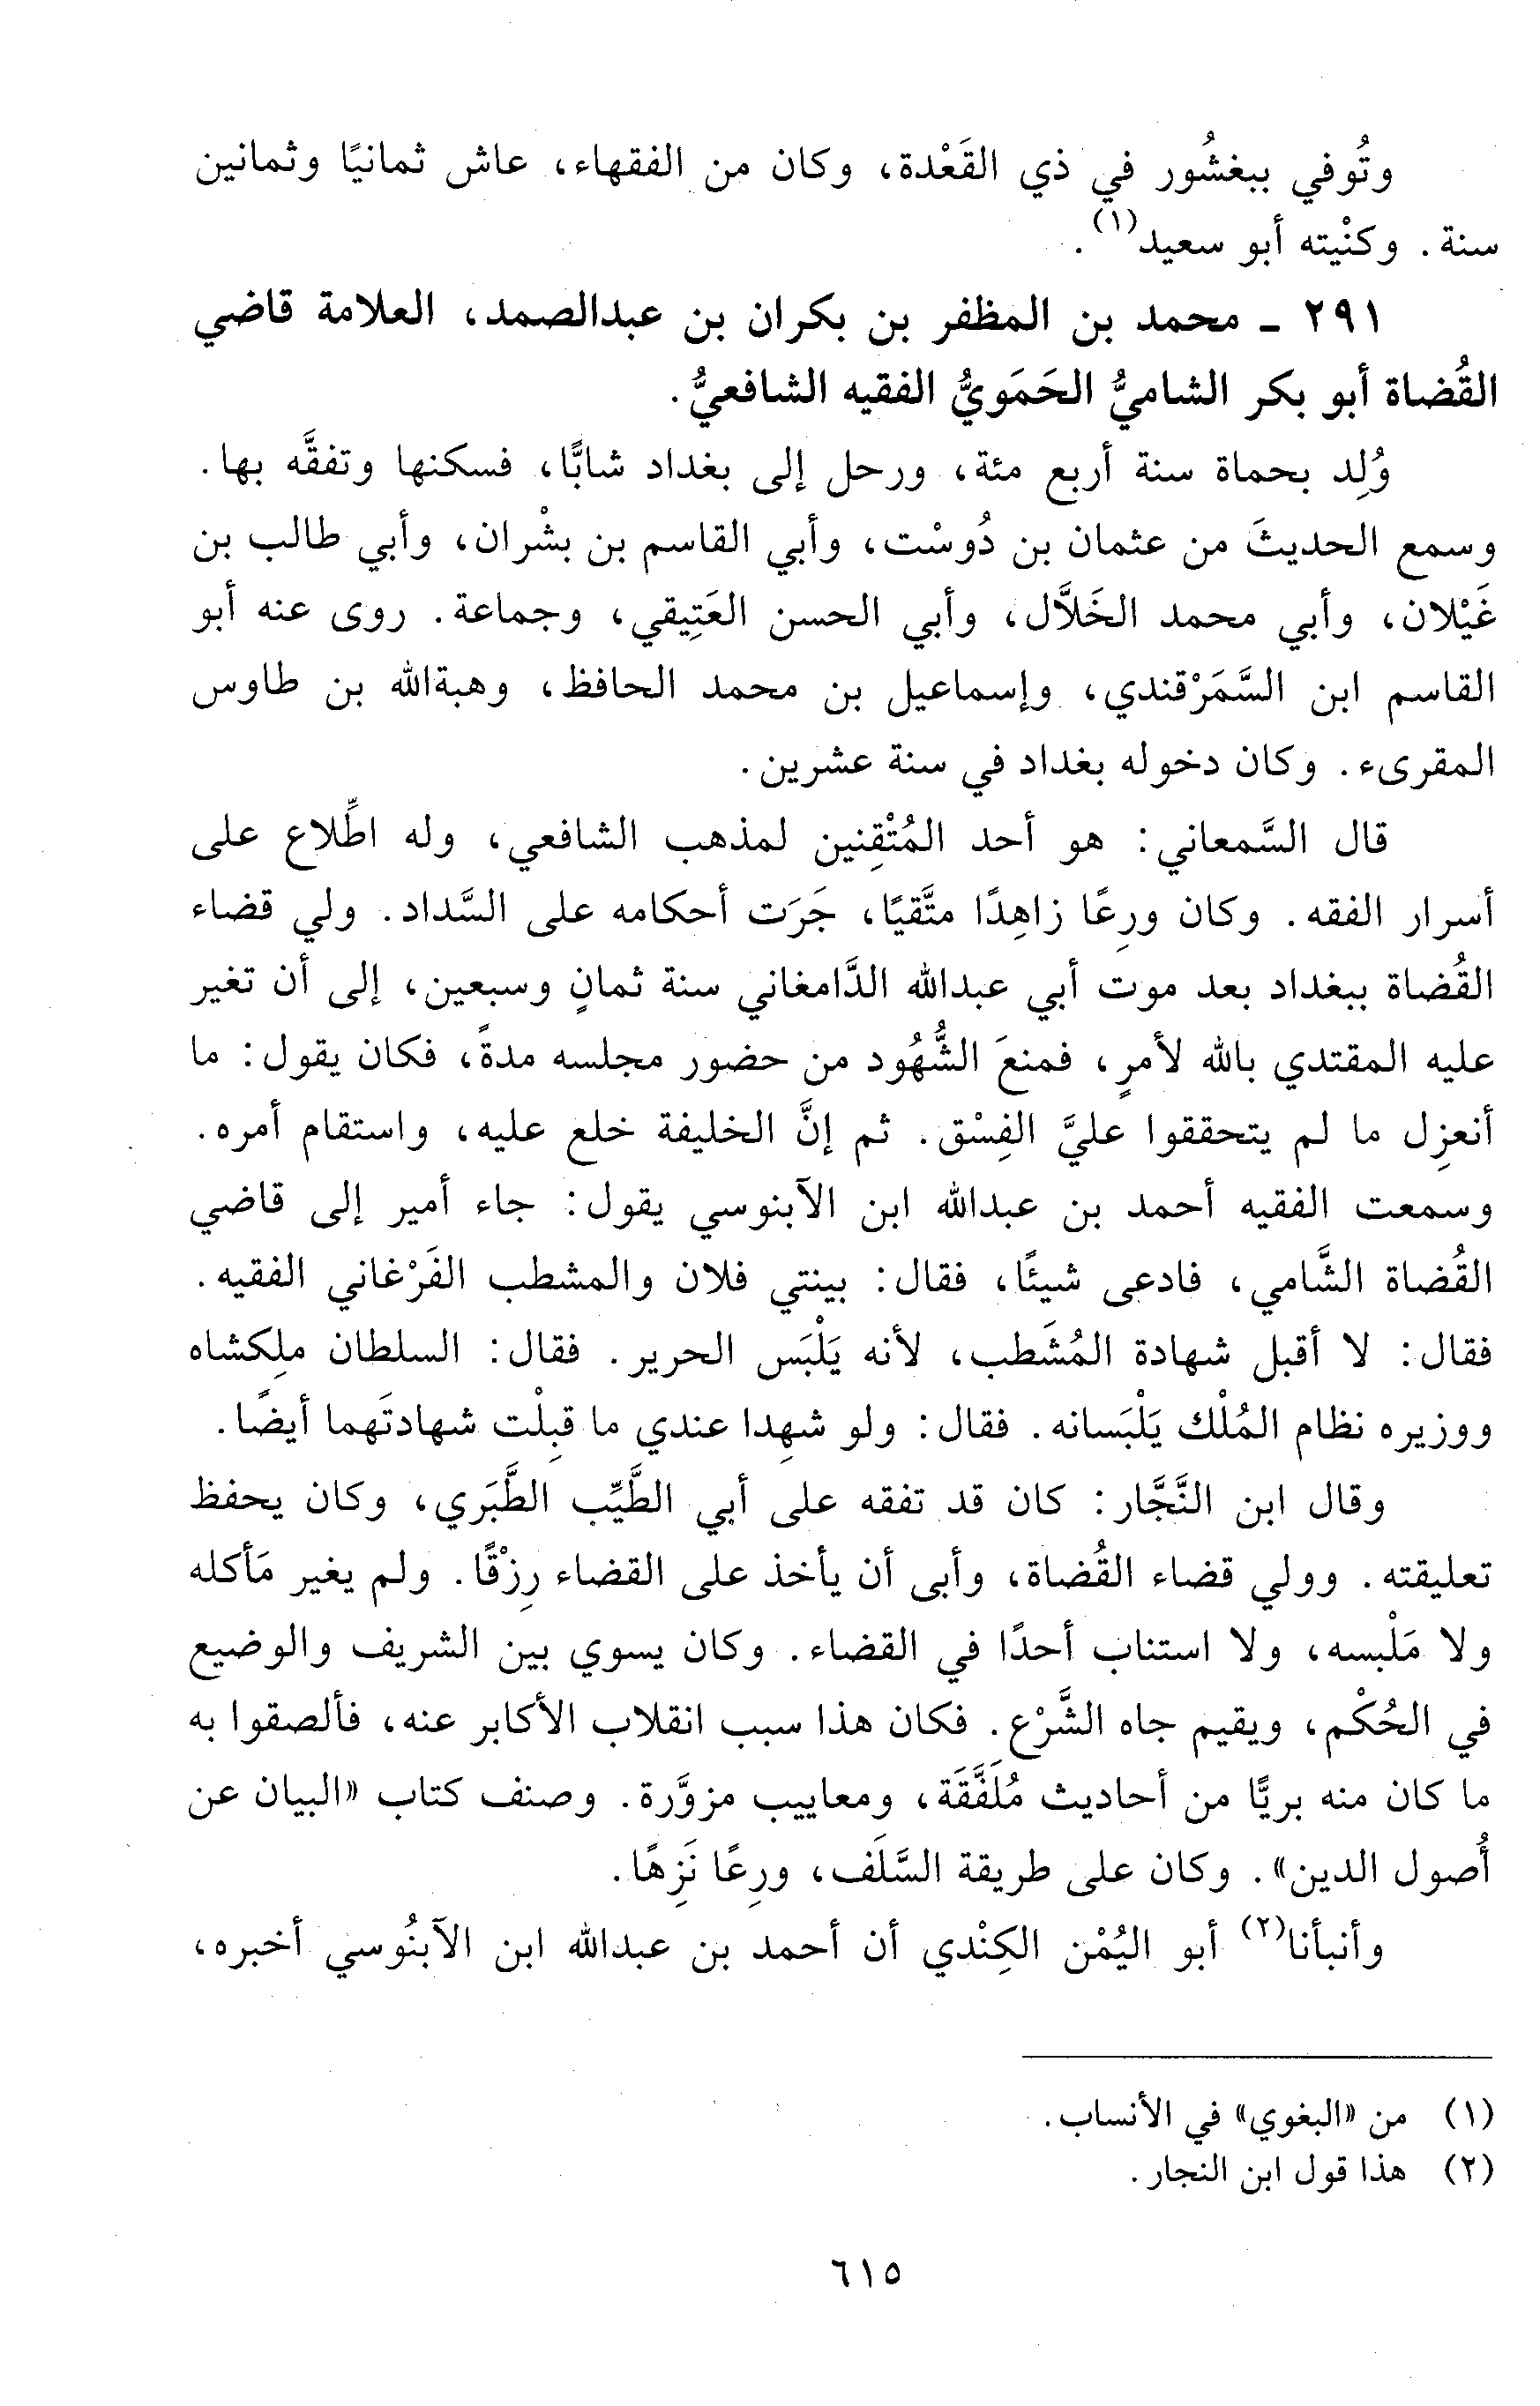 وتُوفي ببغشُور في ذي القَعْدة، وكان من الفقهاء، عاش ثمانيًا وثمانين
سنة. وكنْيته أبو سعيد(١).
٢٩١ - محمد بن المظفر بن بكران بن عبدالصمد، العلامة قاضي
القُضاة أبو بكر الشاميُّ الحَمَويُّ الفقيه الشافعيُّ.
وُلِد بحماة سنة أربع مئة، ورحل إلى بغداد شابًّا، فسكنها وتفقَّه بها.
وسمع الحديثَ من عثمان بن دُوسْت، وأبي القاسم بن بشْران، وأبي طالب بن
غَيْلان، وأبي محمد الخَلاَّل، وأبي الحسن العَتِيقي، وجماعة. روى عنه أبو
القاسم ابن السَّمَرْقندي، وإسماعيل بن محمد الحافظ، وهبةالله بن طاوس
المقرىء. وكان دخوله بغداد في سنة عشرين.
قال السَّمعاني: هو أحد المُتْقِنين لمذهب الشافعي، وله اطِّلاع على
أسرار الفقه. وكان ورِعًا زاهِدًا متَّقيًا، جَرَت أحكامه على السَّداد. ولي قضاء
القُضاة ببغداد بعد موت أبي عبدالله الدَّامغاني سنة ثمانٍ وسبعين، إلى أن تغير
عليه المقتدي بالله لأمرٍ، فمنعَ الشُّهُود من حضور مجلسه مدةً، فكان يقول: ما
أنعزِل ما لم يتحققوا عليَّ الفِسْق. ثم إنَّ الخليفة خلع عليه، واستقام أمره.
وسمعت الفقيه أحمد بن عبدالله ابن الآبنوسي يقول: جاء أمير إلى قاضي
القُضاة الشَّامي، فادعى شيئًا، فقال: بينتي فلان والمشطب الفَرْغاني الفقيه.
فقال: لا أقبل شهادة المُشَطب، لأنه يَلْبَس الحرير. فقال: السلطان ملِكشاه
ووزيره نظام المُلْك يَلْبَسانه. فقال: ولو شهِدا عندي ما قبِلْت شهادتَهما أيضًا.
وقال ابن النَّجَّار: كان قد تفقه على أبي الطَّيِّب الطَّبَري، وكان يحفظ
تعليقته. وولي قضاء القُضاة، وأبى أن يأخذ على القضاء رِزْقًا. ولم يغير مَأكله
ولا مَلْبسه، ولا استناب أحدًا في القضاء. وكان يسوي بين الشريف والوضيع
في الحُكْم، ويقيم جاه الشَّرْع. فكان هذا سبب انقلاب الأكابر عنه، فألصقوا به
ما كان منه بريًّا من أحاديث مُلَفَّقَة، ومعاييب مزوَّرة. وصنف كتاب «البيان عن
أُصول الدين». وكان على طريقة السَّلَف، ورِعًا نَزِهًا.
وأنبأنا(٢) أبو اليُمْن الكِنْدي أن أحمد بن عبدالله ابن الآبنُوسي أخبره،
(١) من «البغوي» في الأنساب.
(٢) هذا قول ابن النجار.
٦١٥